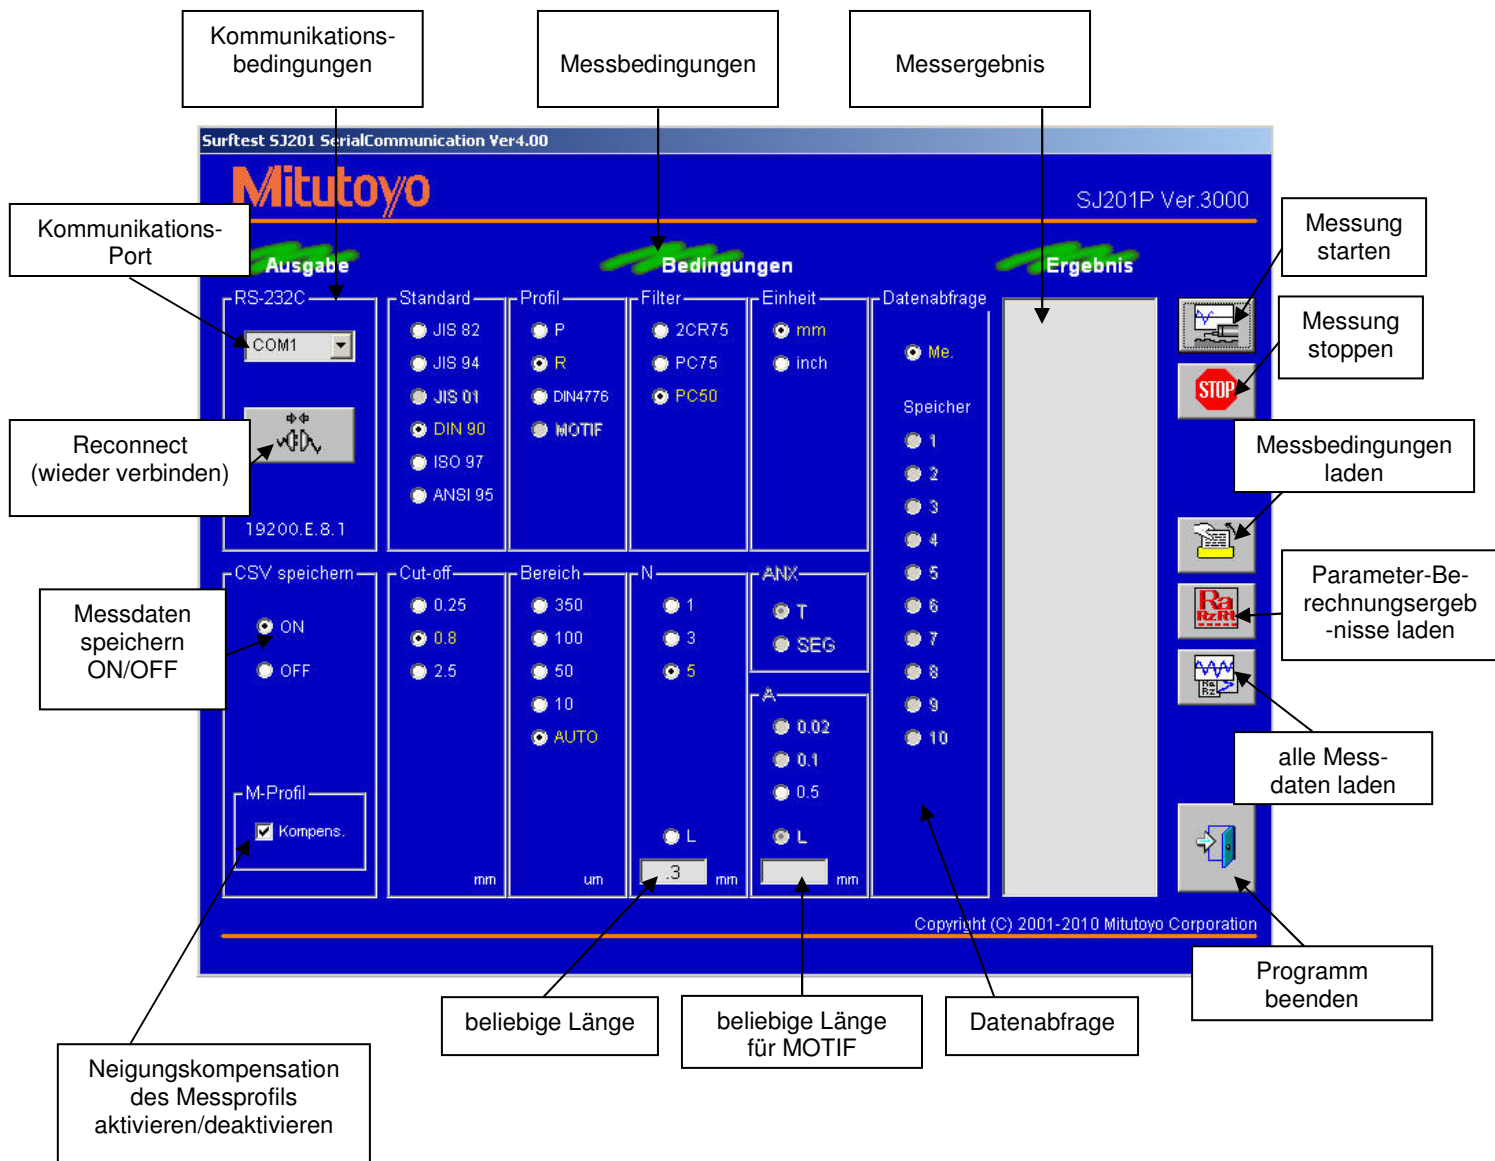 Kommunikations-
bedingungen
Messbedingungen
Messergebnis
Surftest SJ201 SerialCommunication Ver4.00
Mitutoyo
SJ201P Ver.3000
Kommunikations-
Port
Messung
starten
Ausgabe
Bedingungen
Ergebnis
RS-232C
COM1
19200.E.8.1
Standard
JIS 82
JIS 94
JIS 01
DIN 90
ISO 97
ANSI 95
Profil
P
R
DIN4776
MOTIF
Filter
2CR75
PC75
PC50
Einheit
mm
inch
Datenabfrage
Me.
Speicher
1
2
3
4
5
6
7
8
9
10
Messung
stoppen
STOP
Reconnect
(wieder verbinden)
Messbedingungen
laden
CSV speichern
ON
OFF
M-Profil
Kompens.
Cut-off
0.25
0.8
2.5
mm
Bereich
350
100
50
10
AUTO
um
N
1
3
5
L
.3
mm
ANX
T
SEG
A
0.02
0.1
0.5
L
mm
Messdaten
speichern
ON/OFF
Ra
RzRt
Parameter-Be-
rechnungsergeb
-nisse laden
Ra
Rz
alle Mess-
daten laden
Copyright (C) 2001-2010 Mitutoyo Corporation
Programm
beenden
beliebige Länge
beliebige Länge
für MOTIF
Datenabfrage
Neigungskompensation
des Messprofils
aktivieren/deaktivieren